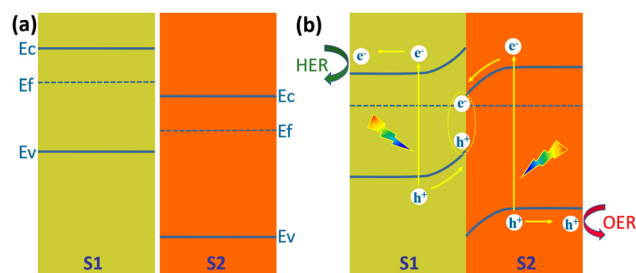 (a)
Ec
Ef
Ev
Ec
Ef
Ev
S1
S2
(b)
HER
e-
e-
e-
e-
h+
h+
h+
h+
OER
S1
S2